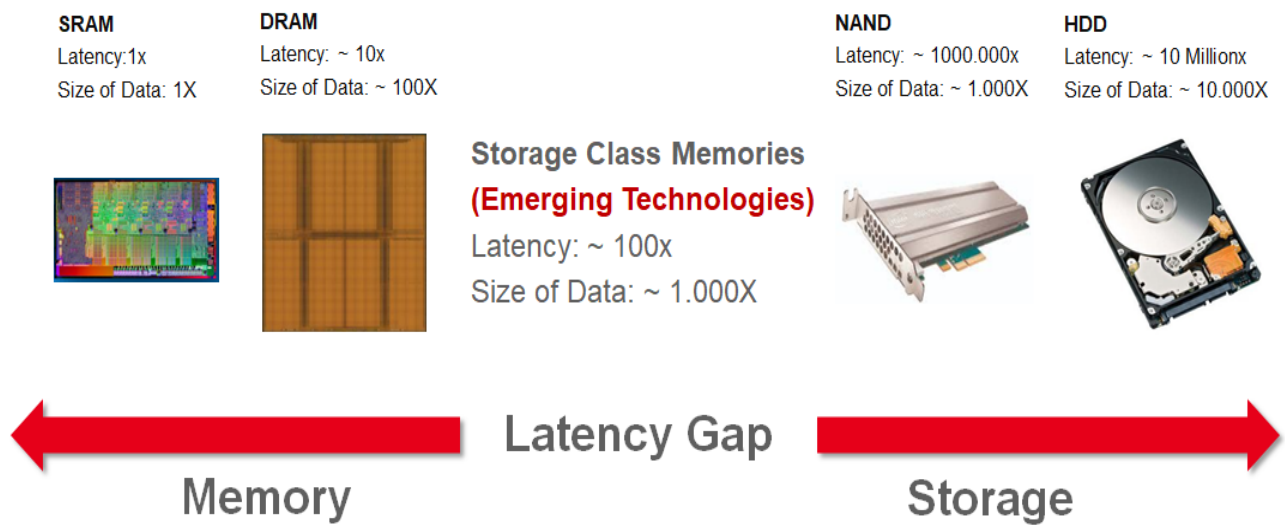 SRAM
Latency:1x
Size of Data: 1X
DRAM
Latency: ~ 10x
Size of Data: ~ 100X
Storage Class Memories
(Emerging Technologies)
Latency: ~ 100x
Size of Data: ~ 1.000X
NAND
Latency: ~ 1000.000x
Size of Data: ~ 1.000X
HDD
Latency: ~ 10 Millionx
Size of Data: ~ 10.000X
Latency Gap
Memory
Storage